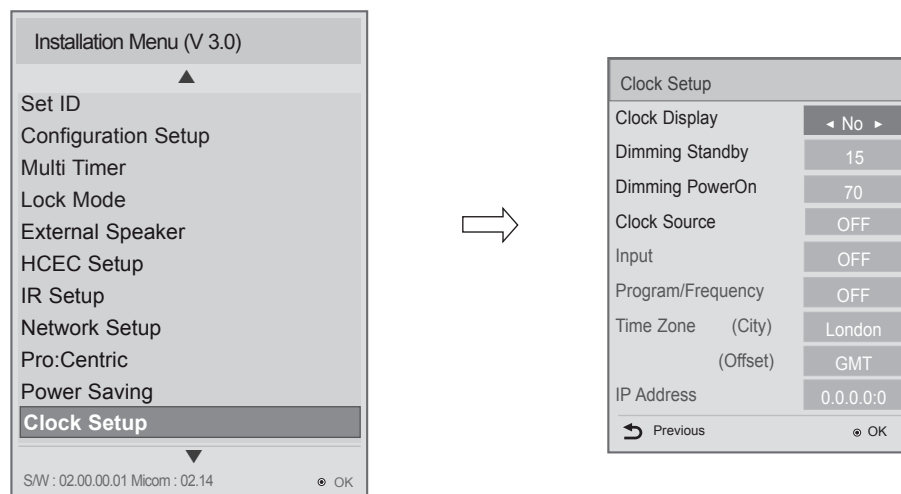 Installation Menu (V 3.0)
▲
Set ID
Configuration Setup
Multi Timer
Lock Mode
External Speaker
HCEC Setup
IR Setup
Network Setup
Pro:Centric
Power Saving
Clock Setup
▼
S/W : 02.00.00.01 Micom : 02.14 ◉ OK
Clock Setup
Clock Display ◄ No ►
Dimming Standby 15
Dimming PowerOn 70
Clock Source OFF
Input OFF
Program/Frequency OFF
Time Zone (City) London
(Offset) GMT
IP Address 0.0.0.0:0
Previous ◉ OK